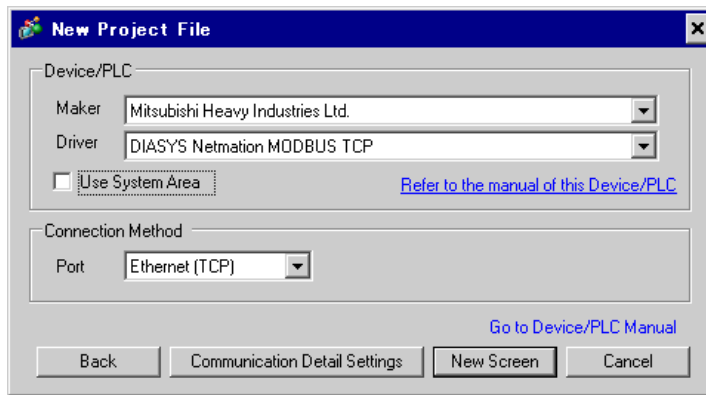 New Project File
Device/PLC
Maker Mitsubishi Heavy Industries Ltd.
Driver DIASYS Netmation MODBUS TCP
Use System Area Refer to the manual of this Device/PLC
Connection Method
Port Ethernet (TCP)
Go to Device/PLC Manual
Back Communication Detail Settings New Screen Cancel